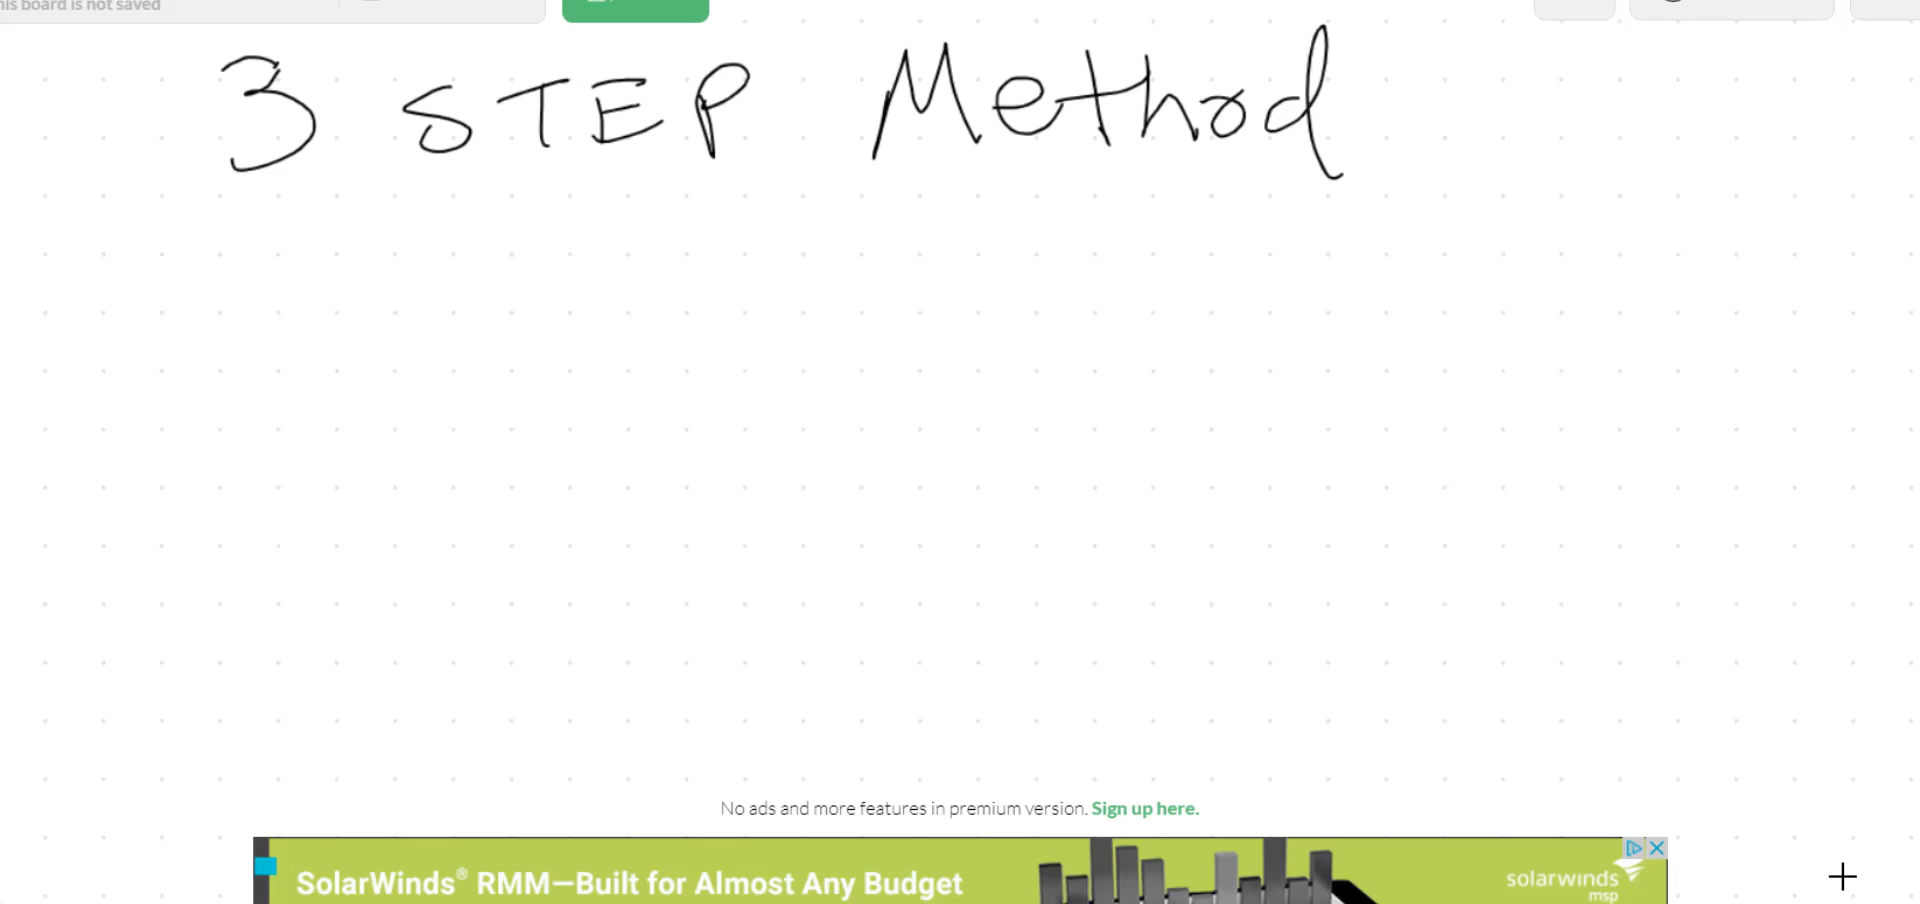 his board is not saved
3 STEP Method
No ads and more features in premium version. Sign up here.
SolarWinds® RMM—Built for Almost Any Budget
solarwinds
msp